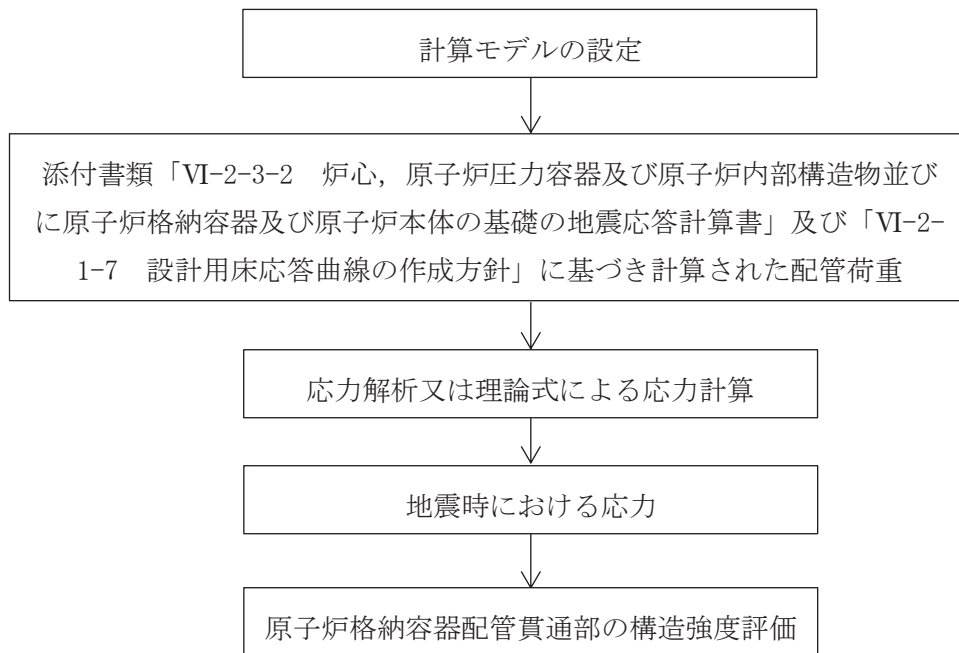 計算モデルの設定
添付書類「Ⅵ-2-3-2　炉心，原子炉圧力容器及び原子炉内部構造物並び
に原子炉格納容器及び原子炉本体の基礎の地震応答計算書」及び「Ⅵ-2-
1-7　設計用床応答曲線の作成方針」に基づき計算された配管荷重
応力解析又は理論式による応力計算
地震時における応力
原子炉格納容器配管貫通部の構造強度評価